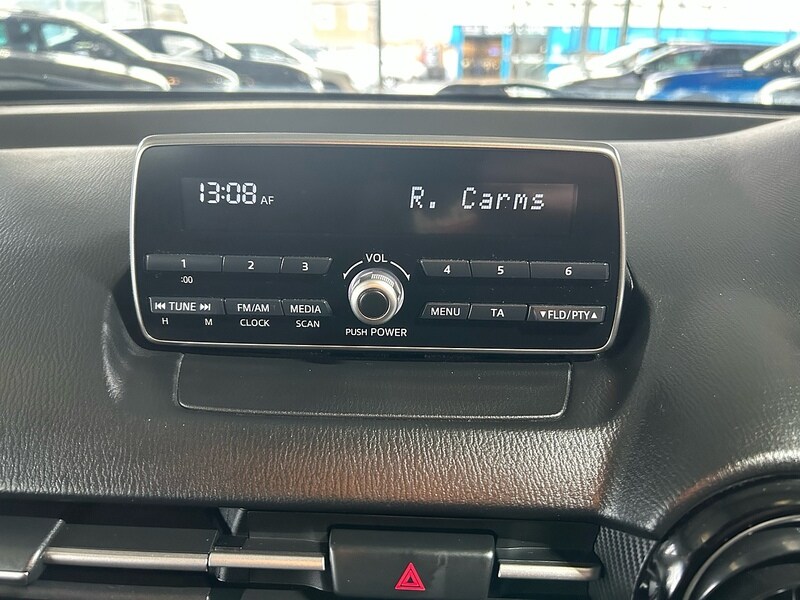 13:08 AF R. Carms
1 2 3 VOL 4 5 6
:00
⏮ TUNE ⏭ FM/AM MEDIA MENU TA ▼FLD/PTY▲
H M CLOCK SCAN
PUSH POWER